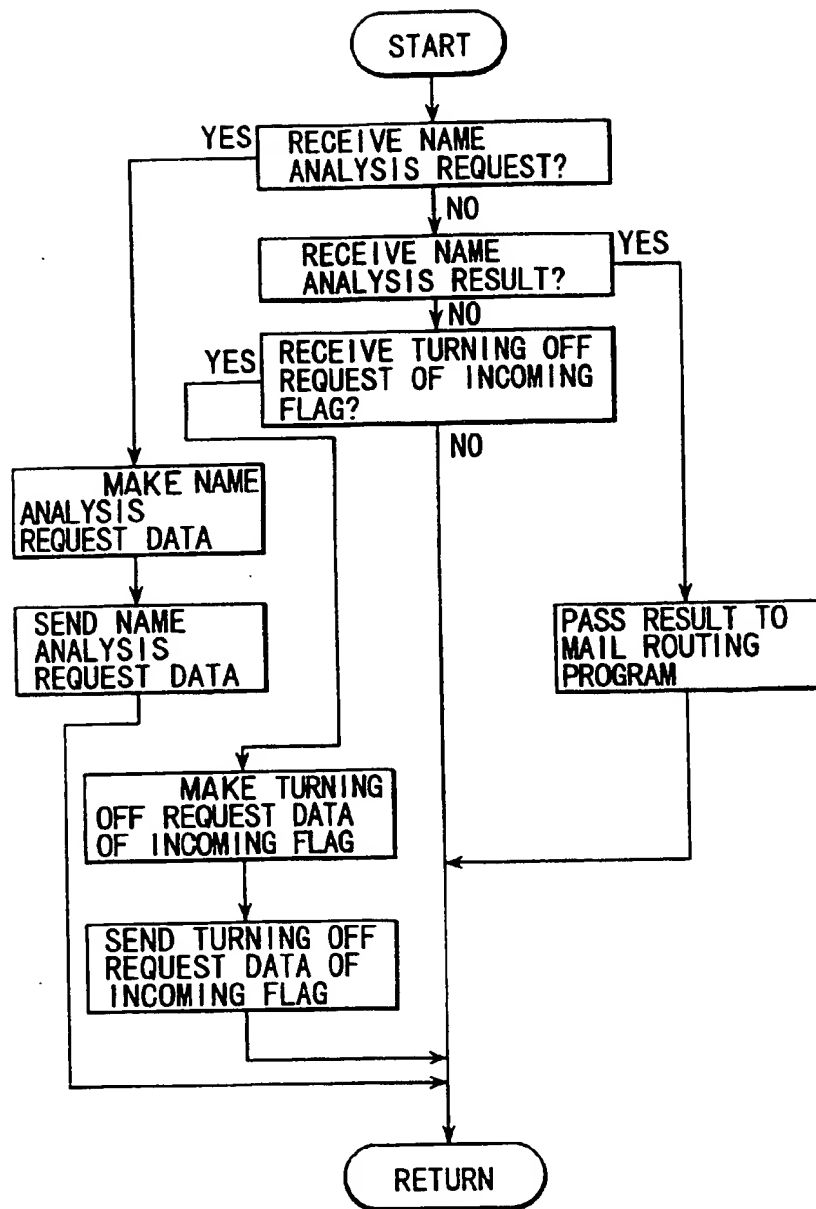 START
YES
RECEIVE NAME
ANALYSIS REQUEST?
NO
RECEIVE NAME
ANALYSIS RESULT?
YES
NO
YES
RECEIVE TURNING OFF
REQUEST OF INCOMING
FLAG?
NO
MAKE NAME
ANALYSIS
REQUEST DATA
SEND NAME
ANALYSIS
REQUEST DATA
PASS RESULT TO
MAIL ROUTING
PROGRAM
MAKE TURNING
OFF REQUEST DATA
OF INCOMING FLAG
SEND TURNING OFF
REQUEST DATA OF
INCOMING FLAG
RETURN